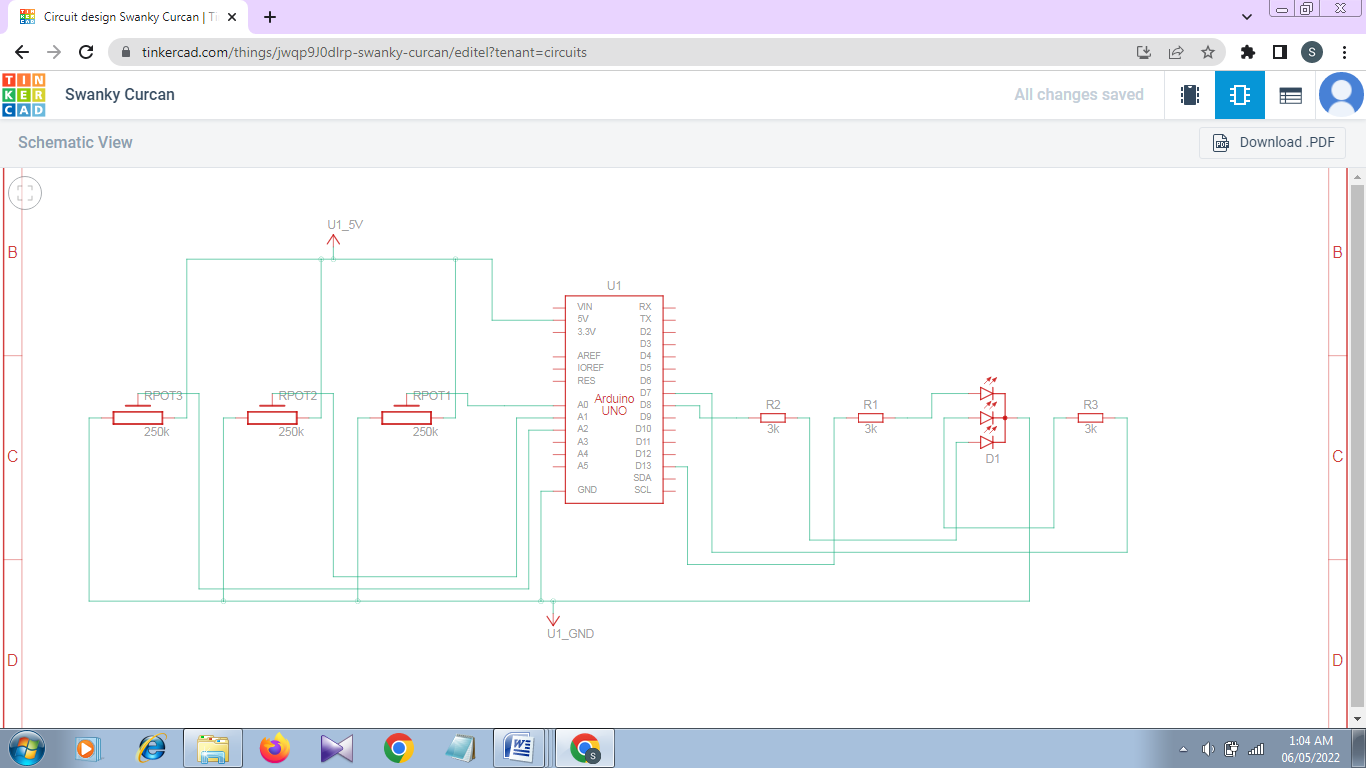 Circuit design Swanky Curcan | Ti
tinkercad.com/things/jwqp9J0dlrp-swanky-curcan/editel?tenant=circuits
S
TIN
KER
CAD
Swanky Curcan
All changes saved
Schematic View
PDF
Download .PDF
B
B
U1_5V
U1
VIN
RX
5V
TX
3.3V
D2
D3
AREF
D4
IOREF
D5
RES
D6
D7
A0
D8
A1
D9
A2
D10
A3
D11
A4
D12
A5
D13
SDA
GND
SCL
Arduino
UNO
RPOT3
250k
RPOT2
250k
RPOT1
250k
R2
3k
R1
3k
D1
R3
3k
C
C
U1_GND
D
D
S
1:04 AM
06/05/2022